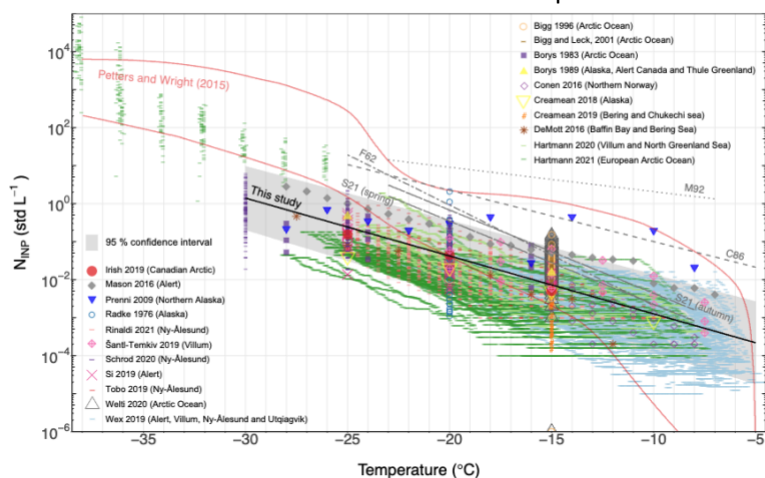 Bigg 1996 (Arctic Ocean)
Bigg and Leck, 2001 (Arctic Ocean)
Borys 1983 (Arctic Ocean)
Borys 1989 (Alaska, Alert Canada and Thule Greenland)
Conen 2016 (Northern Norway)
Creamean 2018 (Alaska)
Creamean 2019 (Bering and Chukechi sea)
DeMott 2016 (Baffin Bay and Bering Sea)
Hartmann 2020 (Villum and North Greenland Sea)
Hartmann 2021 (European Arctic Ocean)
Petters and Wright (2015)
F62
M92
S21 (spring)
This study
C86
S21 (autumn)
95 % confidence interval
Irish 2019 (Canadian Arctic)
Mason 2016 (Alert)
Prenni 2009 (Northern Alaska)
Radke 1976 (Alaska)
Rinaldi 2021 (Ny-Ålesund)
Šantl-Temkiv 2019 (Villum)
Schrod 2020 (Ny-Ålesund)
Si 2019 (Alert)
Tobo 2019 (Ny-Ålesund)
Welti 2020 (Arctic Ocean)
Wex 2019 (Alert, Villum, Ny-Ålesund and Utqiagvik)
N_INP (std L⁻¹)
10⁴
10²
10⁰
10⁻²
10⁻⁴
10⁻⁶
−35 −30 −25 −20 −15 −10 −5
Temperature (°C)